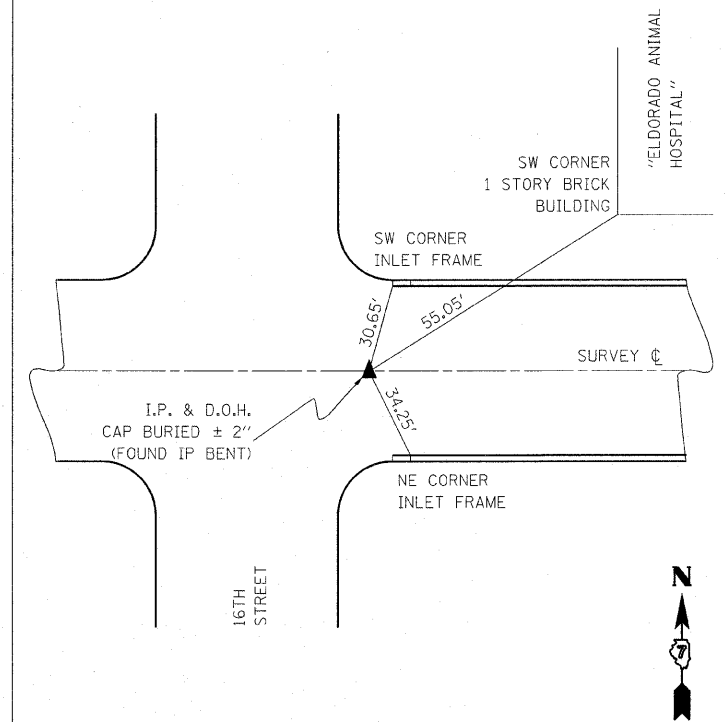 "ELDORADO ANIMAL
HOSPITAL"
SW CORNER
1 STORY BRICK
BUILDING
SW CORNER
INLET FRAME
30.65'
55.05'
SURVEY ℄
34.25'
I.P. & D.O.H.
CAP BURIED ± 2"
(FOUND IP BENT)
NE CORNER
INLET FRAME
16TH
STREET
N
7